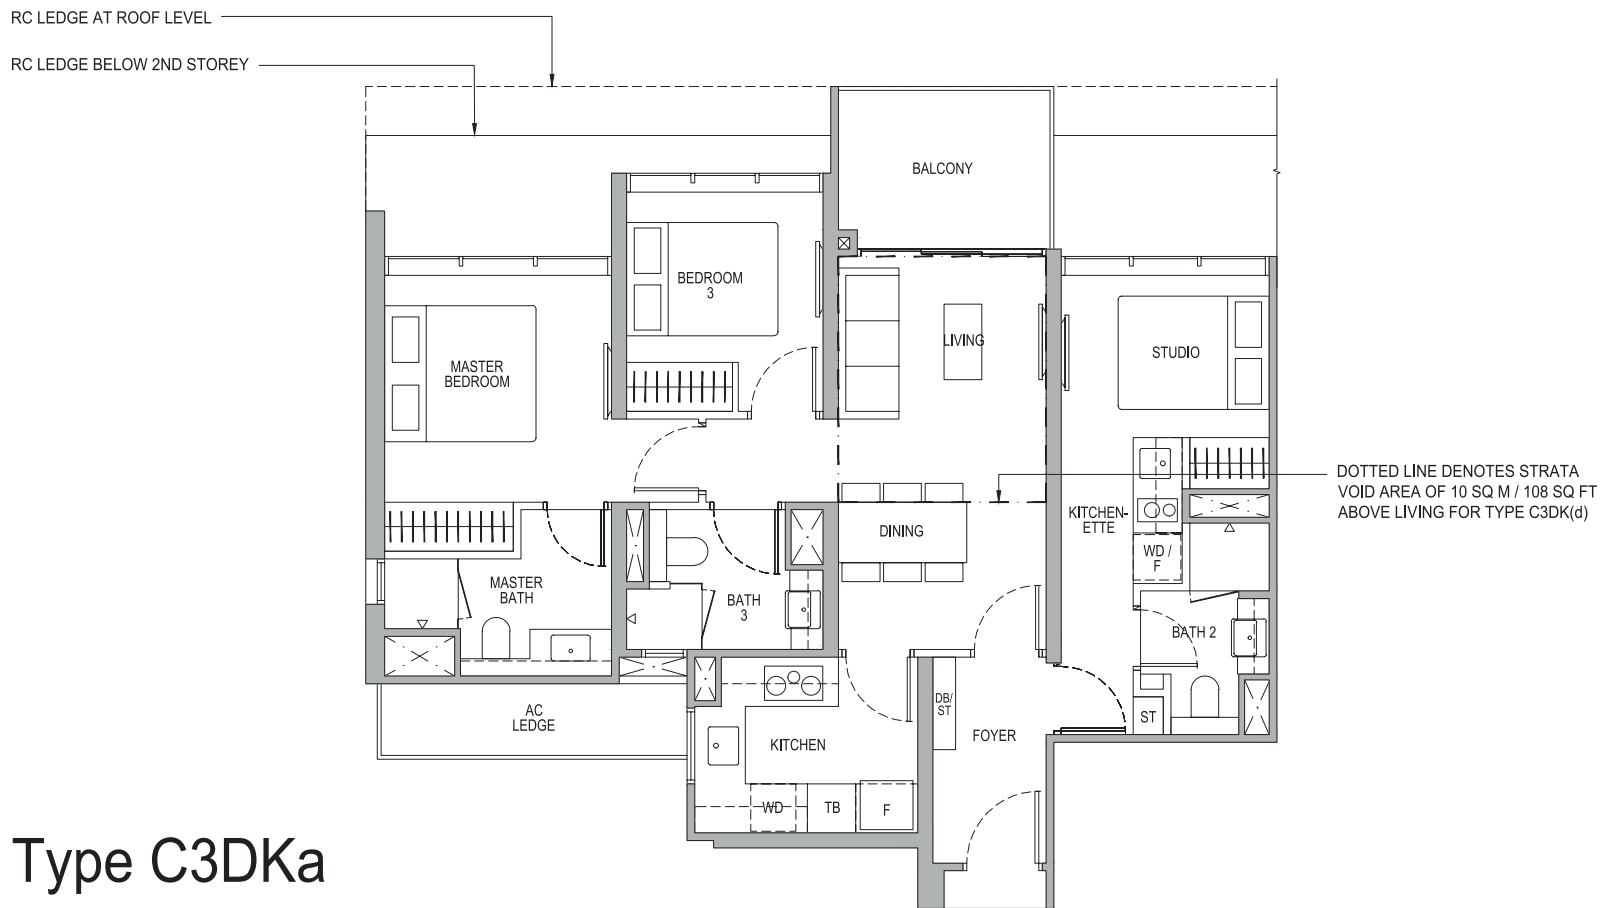 RC LEDGE AT ROOF LEVEL
RC LEDGE BELOW 2ND STOREY
BALCONY
BEDROOM
3
LIVING
STUDIO
MASTER
BEDROOM
DOTTED LINE DENOTES STRATA
VOID AREA OF 10 SQ M / 108 SQ FT
ABOVE LIVING FOR TYPE C3DK(d)
KITCHEN-
ETTE
DINING
WD /
F
MASTER
BATH
BATH
3
BATH 2
AC
LEDGE
DB/
ST
ST
FOYER
KITCHEN
WD
TB
F
Type C3DKa